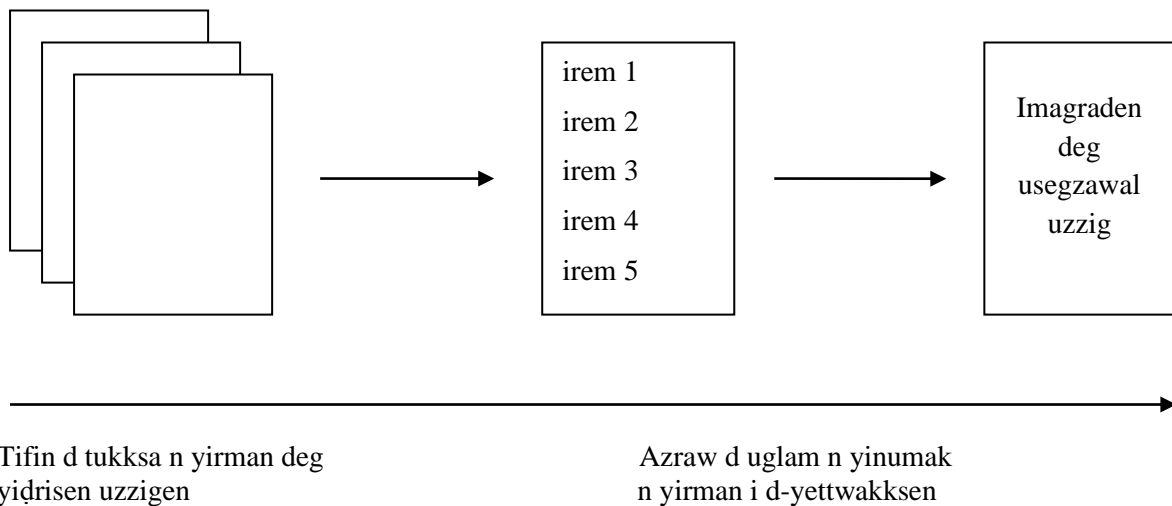 irem 1
irem 2
irem 3
irem 4
irem 5
Imagraden
deg
usegzawal
uzzig
Tifin d tukksa n yirman deg
yiḍrisen uzzigen
Azraw d uglam n yinumak
n yirman i d-yettwakksen